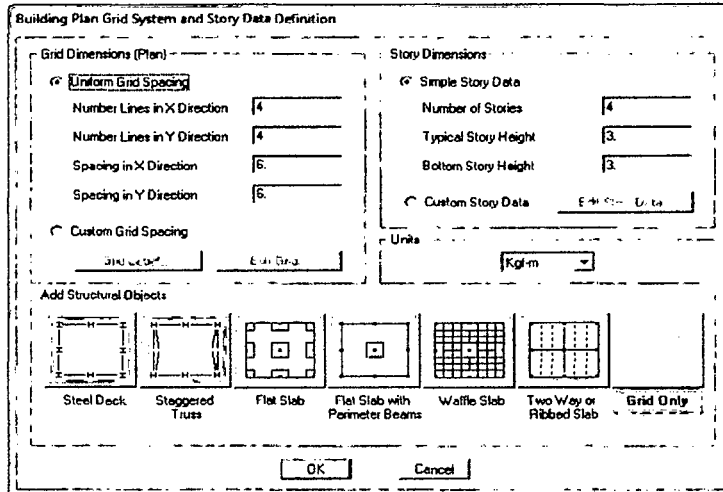 Building Plan Grid System and Story Data Definition
Grid Dimensions (Plan)
Uniform Grid Spacing
Number Lines in X Direction 4
Number Lines in Y Direction 4
Spacing in X Direction 6.
Spacing in Y Direction 6.
Custom Grid Spacing
Grid
Edit Grid
Story Dimensions
Simple Story Data
Number of Stories 4
Typical Story Height 3.
Bottom Story Height 3.
Custom Story Data
Units
Kgf-m
Add Structural Objects
Steel Deck
Staggered
Truss
Flat Slab
Flat Slab with
Perimeter Beams
Waffle Slab
Two Way or
Ribbed Slab
Grid Only
OK
Cancel